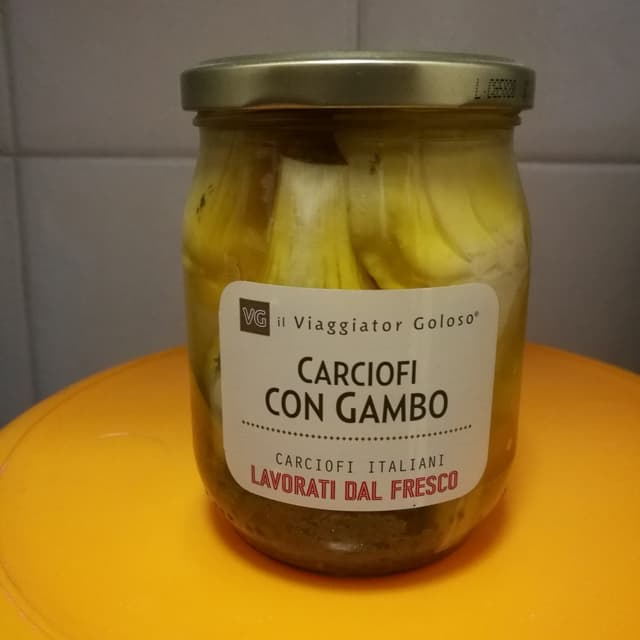 VG il Viaggiator Goloso®
CARCIOFI
CON GAMBO
CARCIOFI ITALIANI
LAVORATI DAL FRESCO